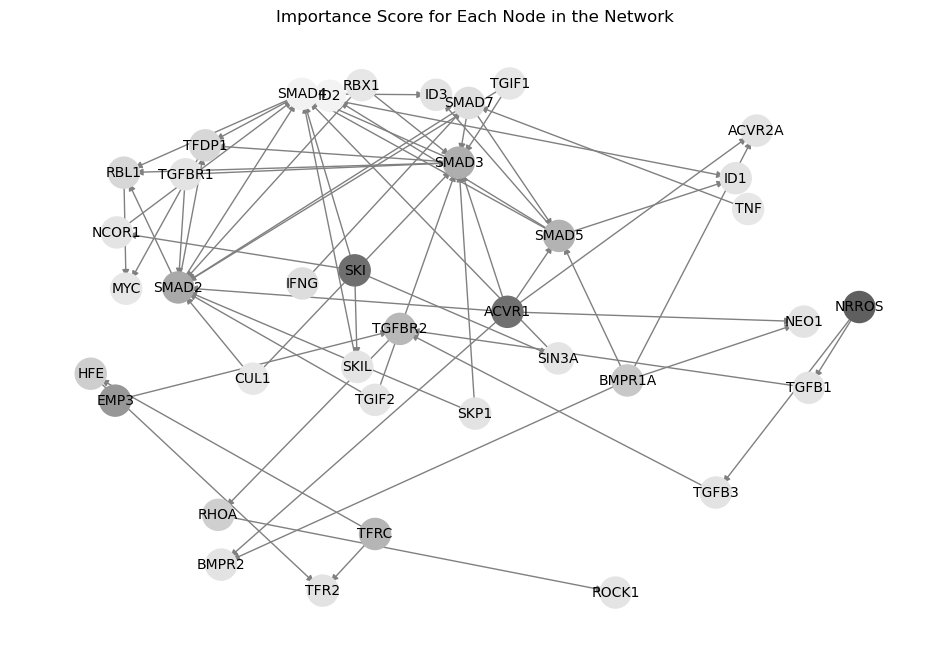 Importance Score for Each Node in the Network
TGIF1
RBX1
SMAD4
ID2
ID3
SMAD7
ACVR2A
TFDP1
SMAD3
RBL1
TGFBR1
ID1
TNF
NCOR1
SMAD5
SKI
IFNG
MYC
SMAD2
NRROS
ACVR1
NEO1
TGFBR2
SIN3A
SKIL
HFE
CUL1
BMPR1A
TGFB1
EMP3
TGIF2
SKP1
TGFB3
RHOA
TFRC
BMPR2
TFR2
ROCK1